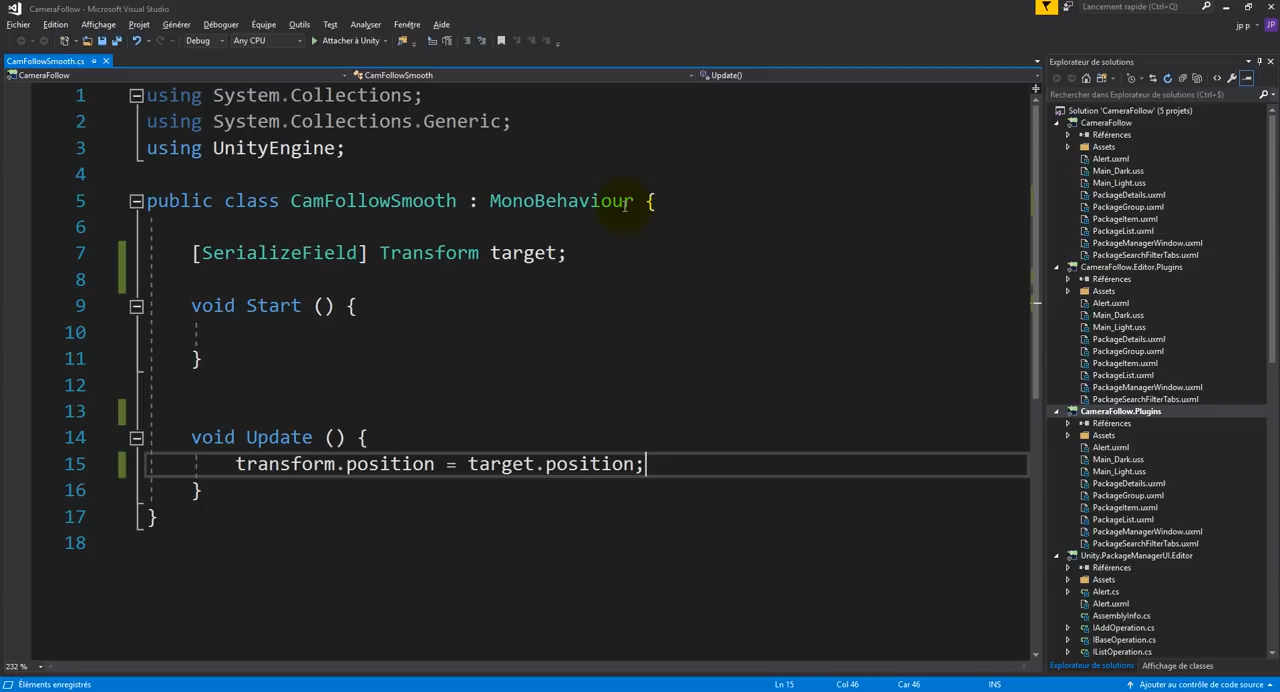 CameraFollow - Microsoft Visual Studio
Lancement rapide (Ctrl+Q)
Fichier Edition Affichage Projet Générer Déboguer Équipe Outils Test Analyser Fenêtre Aide
jp p JP
Debug Any CPU Attacher à Unity
CamFollowSmooth.cs
CameraFollow CamFollowSmooth Update()
1 using System.Collections;
2 using System.Collections.Generic;
3 using UnityEngine;
4
5 public class CamFollowSmooth : MonoBehaviour {
6
7 [SerializeField] Transform target;
8
9 void Start () {
10
11 }
12
13
14 void Update () {
15 transform.position = target.position;
16 }
17 }
18
232 %
Explorateur de solutions
Rechercher dans Explorateur de solutions (Ctrl+$)
Solution 'CameraFollow' (5 projets)
CameraFollow
Références
Assets
Alert.uxml
Main_Dark.uss
Main_Light.uss
PackageDetails.uxml
PackageGroup.uxml
PackageItem.uxml
PackageList.uxml
PackageManagerWindow.uxml
PackageSearchFilterTabs.uxml
CameraFollow.Editor.Plugins
Références
Assets
Alert.uxml
Main_Dark.uss
Main_Light.uss
PackageDetails.uxml
PackageGroup.uxml
PackageItem.uxml
PackageList.uxml
PackageManagerWindow.uxml
PackageSearchFilterTabs.uxml
CameraFollow.Plugins
Références
Assets
Alert.uxml
Main_Dark.uss
Main_Light.uss
PackageDetails.uxml
PackageGroup.uxml
PackageItem.uxml
PackageList.uxml
PackageManagerWindow.uxml
PackageSearchFilterTabs.uxml
Unity.PackageManagerUI.Editor
Références
Assets
Alert.cs
Alert.uxml
AssemblyInfo.cs
IAddOperation.cs
IBaseOperation.cs
IListOperation.cs
Explorateur de solutions Affichage de classes
Éléments enregistrés Ln 15 Col 46 Car 46 INS Ajouter au contrôle de code source